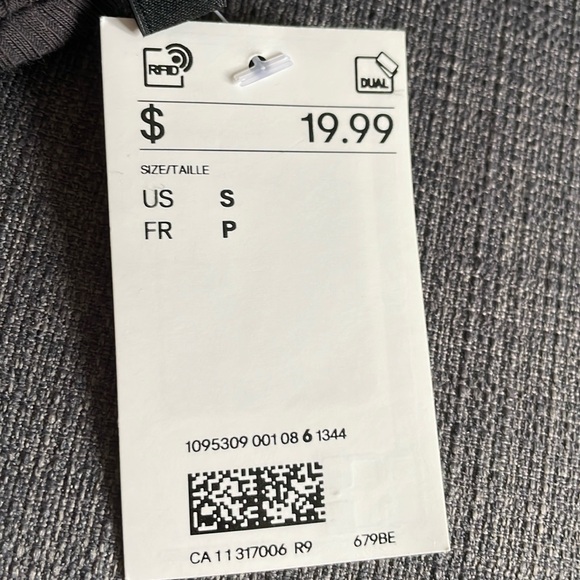 RFID
DUAL
$ 19.99
SIZE/TAILLE
US S
FR P
1095309 001 08 6 1344
CA 11 317006 R9 679BE